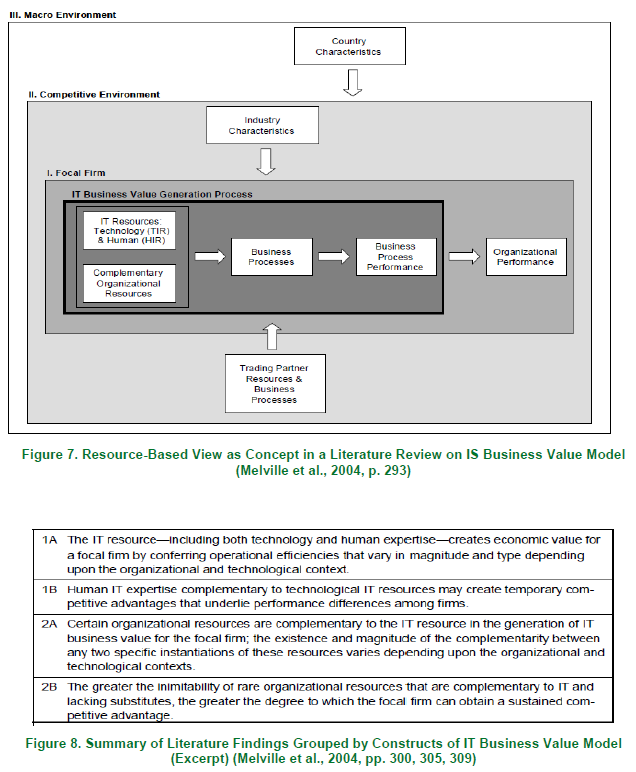 III. Macro Environment
Country
Characteristics
II. Competitive Environment
Industry
Characteristics
I. Focal Firm
IT Business Value Generation Process
IT Resources:
Technology (TIR)
& Human (HIR)
Complementary
Organizational
Resources
Business
Processes
Business
Process
Performance
Organizational
Performance
Trading Partner
Resources &
Business
Processes
Figure 7. Resource-Based View as Concept in a Literature Review on IS Business Value Model
(Melville et al., 2004, p. 293)
1A The IT resource—including both technology and human expertise—creates economic value for
a focal firm by conferring operational efficiencies that vary in magnitude and type depending
upon the organizational and technological context.
1B Human IT expertise complementary to technological IT resources may create temporary com-
petitive advantages that underlie performance differences among firms.
2A Certain organizational resources are complementary to the IT resource in the generation of IT
business value for the focal firm; the existence and magnitude of the complementarity between
any two specific instantiations of these resources varies depending upon the organizational and
technological contexts.
2B The greater the inimitability of rare organizational resources that are complementary to IT and
lacking substitutes, the greater the degree to which the focal firm can obtain a sustained com-
petitive advantage.
Figure 8. Summary of Literature Findings Grouped by Constructs of IT Business Value Model
(Excerpt) (Melville et al., 2004, pp. 300, 305, 309)